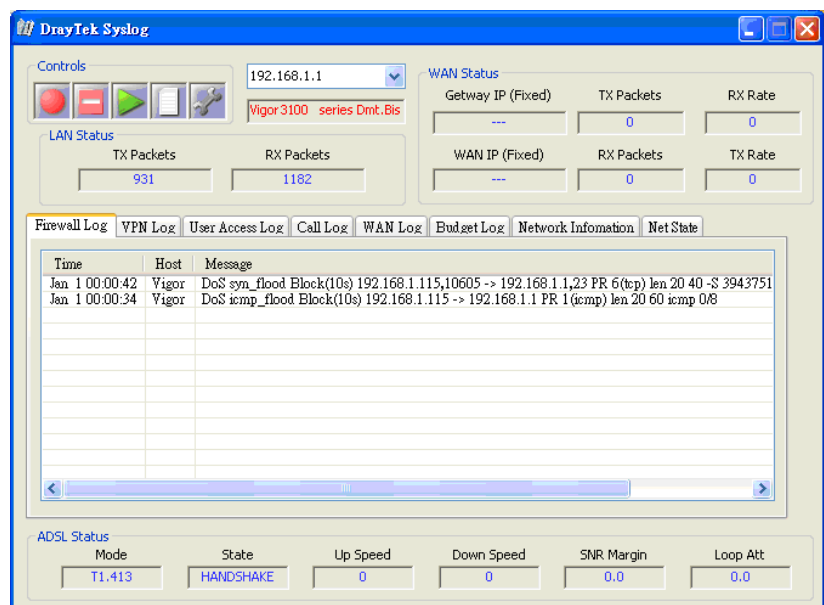 DrayTek Syslog
Controls
192.168.1.1
Vigor3100 series Dmt.Bis
LAN Status
TX Packets RX Packets
931 1182
WAN Status
Getway IP (Fixed) TX Packets RX Rate
--- 0 0
WAN IP (Fixed) RX Packets TX Rate
--- 0 0
Firewall Log VPN Log User Access Log Call Log WAN Log Budget Log Network Infomation Net State
Time Host Message
Jan 1 00:00:42 Vigor DoS syn_flood Block(10s) 192.168.1.115,10605 -> 192.168.1.1,23 PR 6(tcp) len 20 40 -S 3943751
Jan 1 00:00:34 Vigor DoS icmp_flood Block(10s) 192.168.1.115 -> 192.168.1.1 PR 1(icmp) len 20 60 icmp 0/8
ADSL Status
Mode State Up Speed Down Speed SNR Margin Loop Att
T1.413 HANDSHAKE 0 0 0.0 0.0